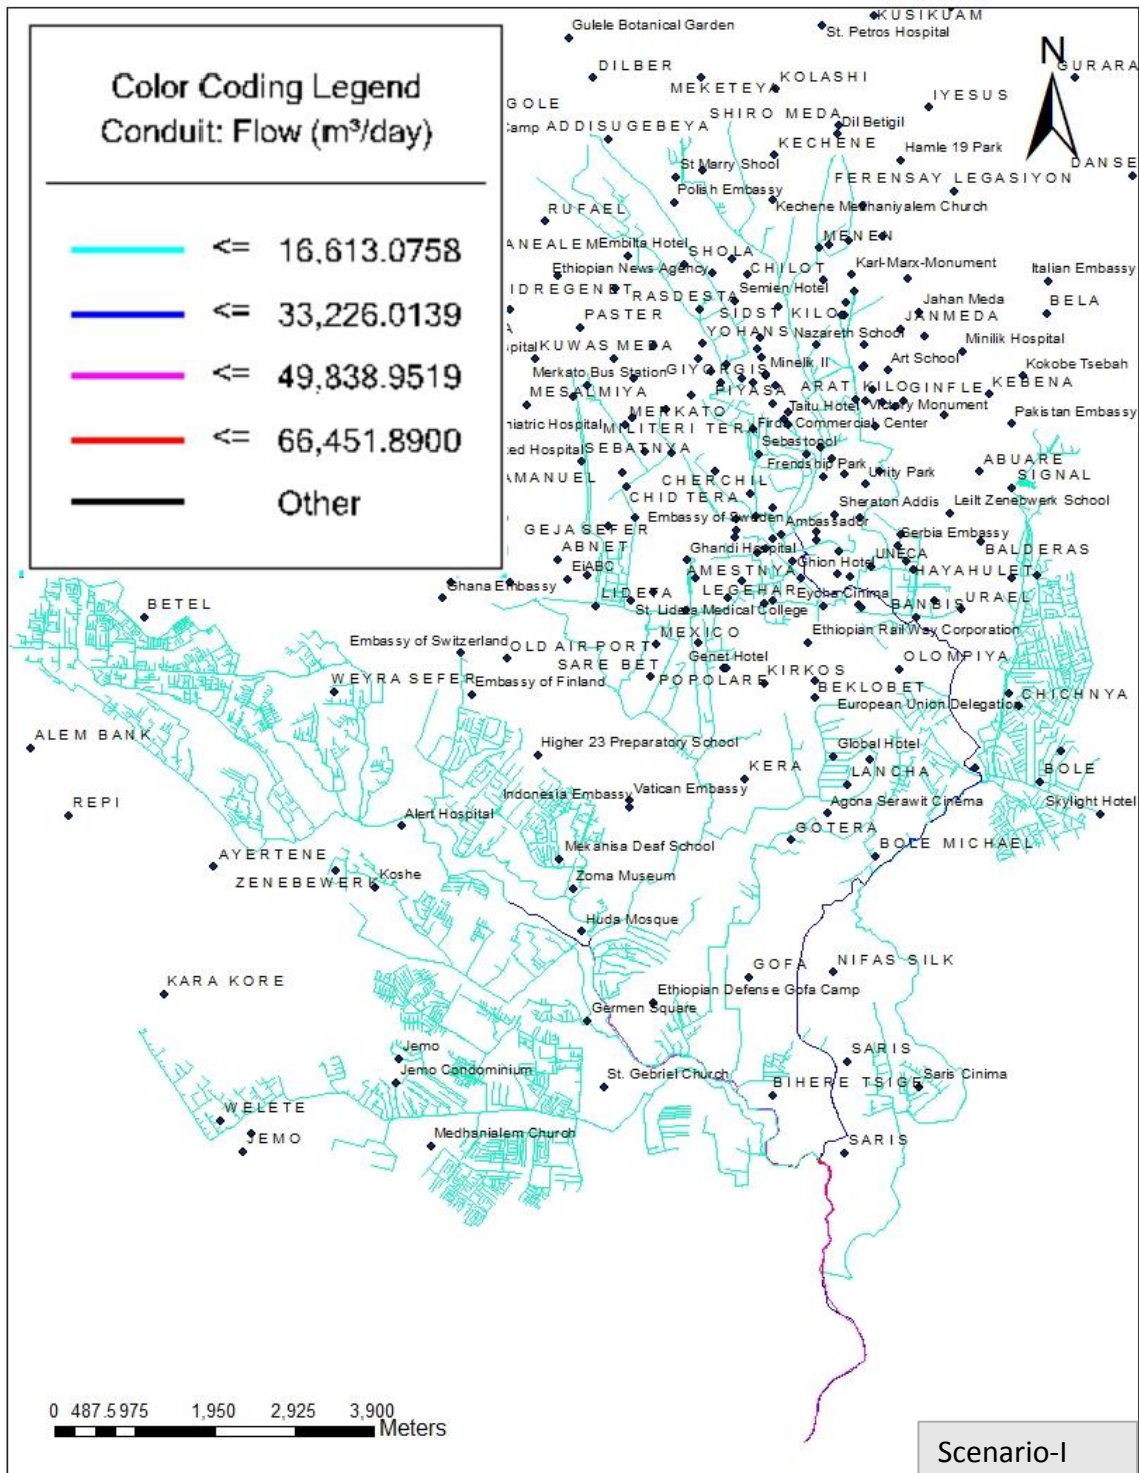 Color Coding Legend
Conduit: Flow (m³/day)
<= 16,613.0758
<= 33,226.0139
<= 49,838.9519
<= 66,451.8900
Other
N
KUSIKUAM
Gulele Botanical Garden
St. Petros Hospital
DILBER
KOLASHI
GURARA
MEKETEYA
IYESUS
GOLE
SHIRO MEDA
Dil Betigil
Camp
ADDISUGEBEYA
KECHENE
Hamle 19 Park
St Marry Shool
DANSE
FERENSAY LEGASIYON
Polish Embassy
Kechene Medhaniyalem Church
RUFAEL
MENEN
ANEALEM
Embilta Hotel
SHOLA
Karl-Marx-Monument
Ethiopian News Agency
CHILOT
Italian Embassy
IDREGENET
RASDESTA
Semien Hotel
Jahan Meda
BELA
PASTER
SIDST KILO
JANMEDA
YOHANS
Nazareth School
Minilik Hospital
spital
KUWAS MEDA
Minelik II
Art School
Kokobe Tsebah
Merkato Bus Station
GIYORGIS
KEBENA
MESALMIYA
PIYASA
ARAT KILO
GINFLE
MERKATO
Taitu Hotel
Victory Monument
Pakistan Embassy
hiatric Hospital
MILITERI TERA
Commercial Center
ted Hospital
SEBATNYA
Sebastopol
Frendship Park
Unity Park
ABUARE
AMANUEL
CHERCHIL
SIGNAL
CHID TERA
Sheraton Addis
Leilt Zenebwerk School
GEJA SEFER
Embassy of Sweden
Ambassador
Serbia Embassy
ABNET
Ghandi Hospital
BALDERAS
EiABC
Ghion Hotel
UNECA
Ghana Embassy
AMESTNYA
HAYAHULET
BETEL
LIDETA
LEGEHAR
Eyoha Cinima
BANBIS
URAEL
St. Lideta Medical College
MEXICO
Ethiopian Rail Way Corporation
Embassy of Switzerland
OLD AIR PORT
Genet Hotel
OLOMPIYA
SARE BET
KIRKOS
WEYRA SEFER
Embassy of Finland
POPOLARE
BEKLOBET
CHICHNYA
European Union Delegation
ALEM BANK
Higher 23 Preparatory School
Global Hotel
KERA
LANCHA
BOLE
REPI
Indonesia Embassy
Vatican Embassy
Agona Serawit Cinema
Skylight Hotel
Alert Hospital
GOTERA
Mekanisa Deaf School
BOLE MICHAEL
AYERTENE
ZENEBEWERK
Koshe
Zoma Museum
Huda Mosque
KARA KORE
GOFA
NIFAS SILK
Ethiopian Defense Gofa Camp
Germen Square
Jemo
SARIS
Jemo Condominium
St. Gebriel Church
BIHERE TSIGE
Saris Cinima
WELETE
JEMO
Medhanialem Church
SARIS
0 487.5 975 1,950 2,925 3,900
Meters
Scenario-I